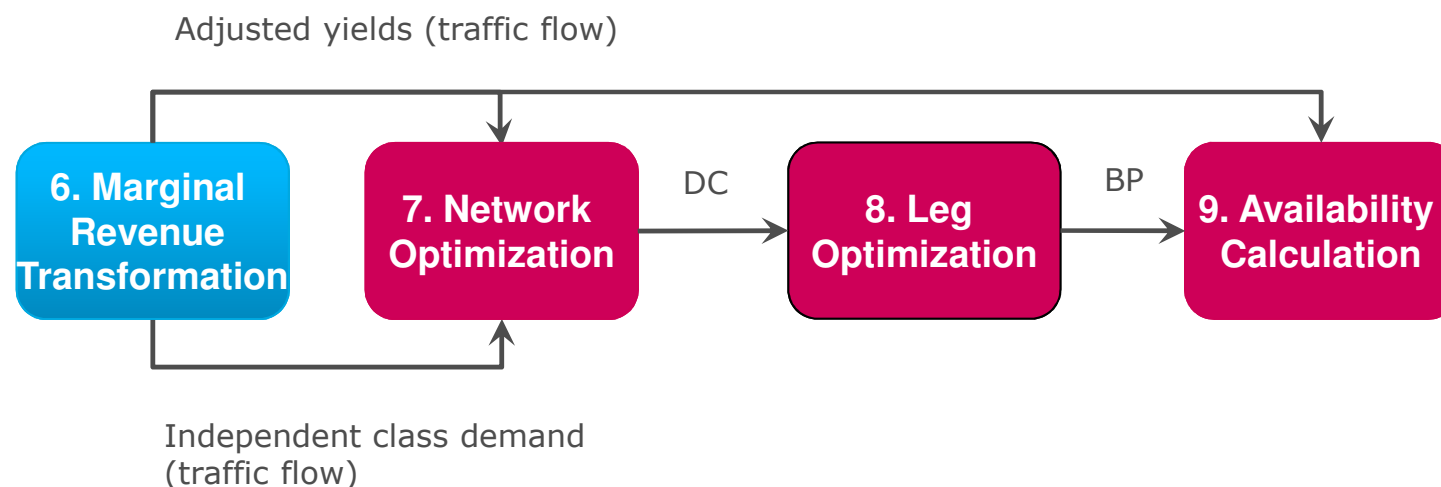 Adjusted yields (traffic flow)
6. Marginal
Revenue
Transformation
7. Network
Optimization
DC
8. Leg
Optimization
BP
9. Availability
Calculation
Independent class demand
(traffic flow)